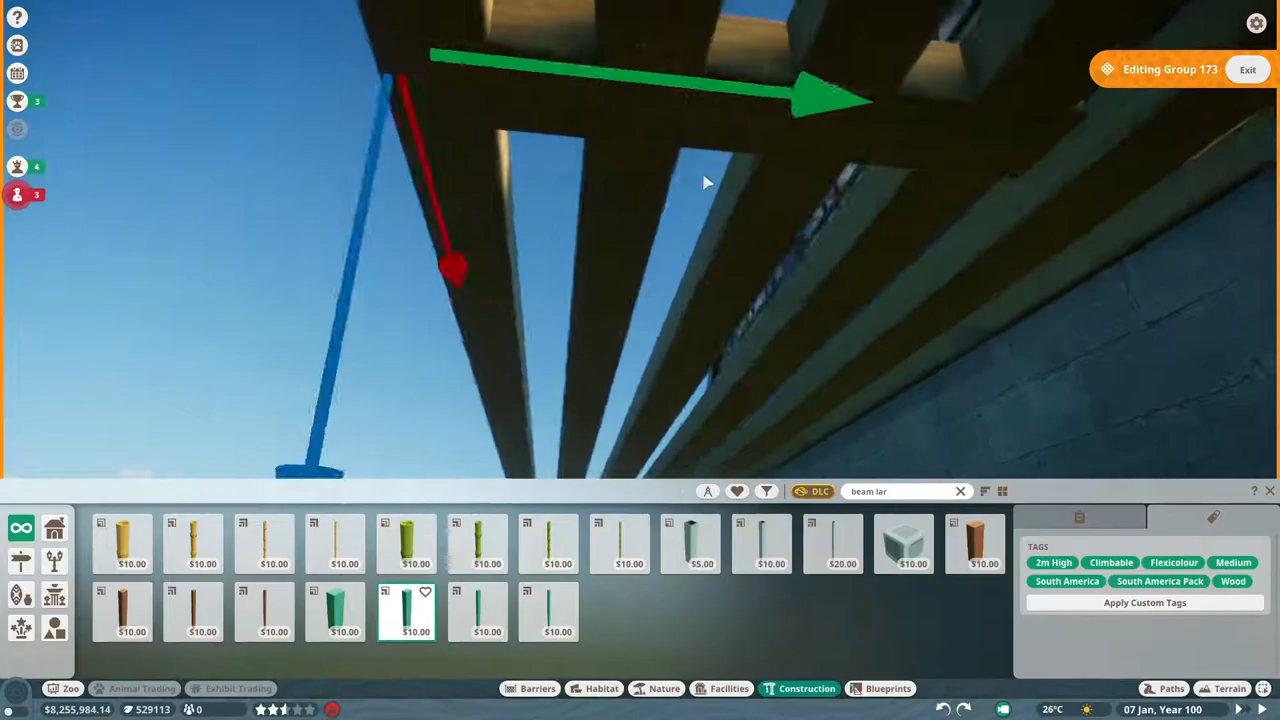 ?
Editing Group 173
Exit
3
4
3
DLC
beam lar
?
$10.00
$10.00
$10.00
$10.00
$10.00
$10.00
$10.00
$10.00
$5.00
$10.00
$20.00
$10.00
$10.00
$10.00
$10.00
$10.00
$10.00
$10.00
$10.00
$10.00
TAGS
2m High
Climbable
Flexicolour
Medium
South America
South America Pack
Wood
Apply Custom Tags
Zoo
Animal Trading
Exhibit Trading
Barriers
Habitat
Nature
Facilities
Construction
Blueprints
Paths
Terrain
$8,255,984.14
529113
0
26°C
07 Jan, Year 100